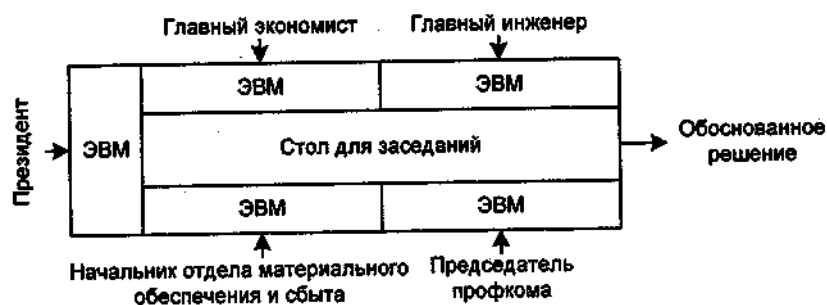 Главный экономист
Главный инженер
ЭВМ
ЭВМ
Президент
ЭВМ
Стол для заседаний
Обоснованное
решение
ЭВМ
ЭВМ
Начальник отдела материального
обеспечения и сбыта
Председатель
профкома